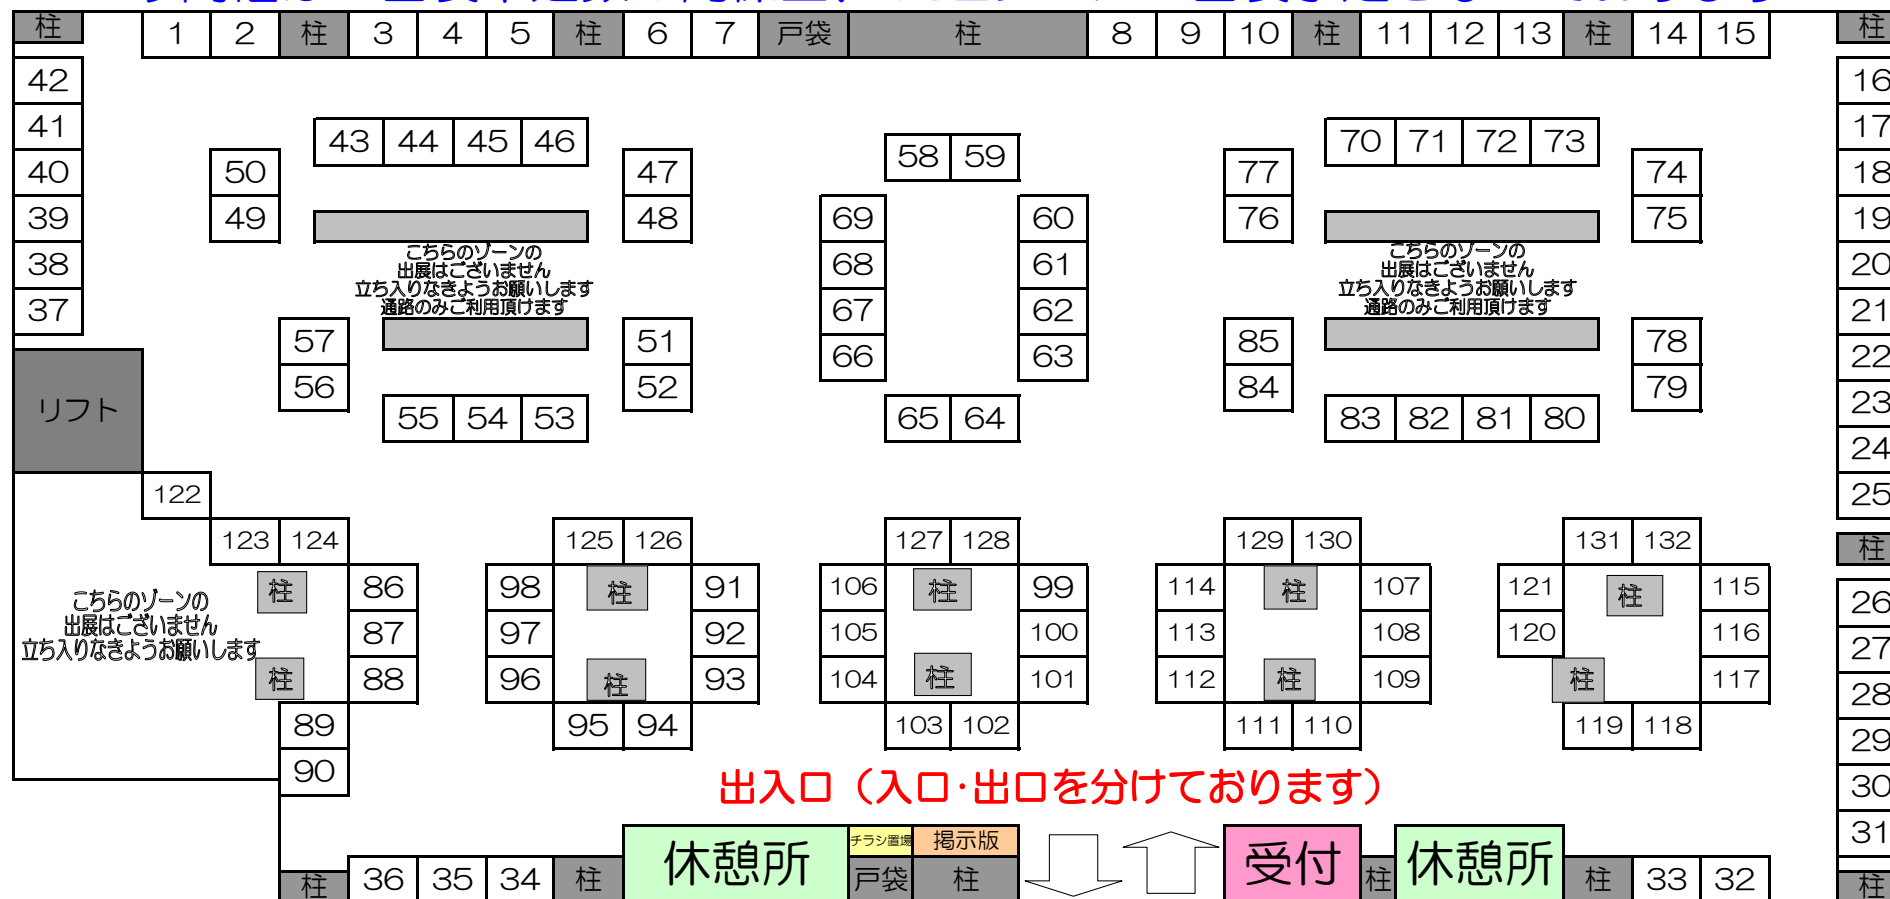 柱 1 2 柱 3 4 5 柱 6 7 戸袋 柱 8 9 10 柱 11 12 13 柱 14 15 柱
42 16
41 17
43 44 45 46 58 59 70 71 72 73
40 50 47 77 74 18
39 49 48 69 60 76 75 19
こちらのゾーンの
出展はございません
立ち入りなきようお願いします
通路のみご利用頂けます
こちらのゾーンの
出展はございません
立ち入りなきようお願いします
通路のみご利用頂けます
38 68 61 20
37 67 62 21
57 51 66 63 85 78 22
56 52 84 79 23
リフト 55 54 53 65 64 83 82 81 80
24
122 25
123 124 125 126 127 128 129 130 131 132 柱
柱 86 98 柱 91 106 柱 99 114 柱 107 121 柱 115 26
こちらのゾーンの
出展はございません
立ち入りなきようお願いします
87 97 92 105 100 113 108 120 116 27
柱 88 96 柱 93 104 柱 101 112 柱 109 柱 117 28
89 95 94 103 102 111 110 119 118 29
90 30
出入口（入口・出口を分けております）
31
チラシ置場 掲示版
柱 36 35 34 柱 休憩所 戸袋 柱 受付 柱 休憩所 柱 33 32 柱